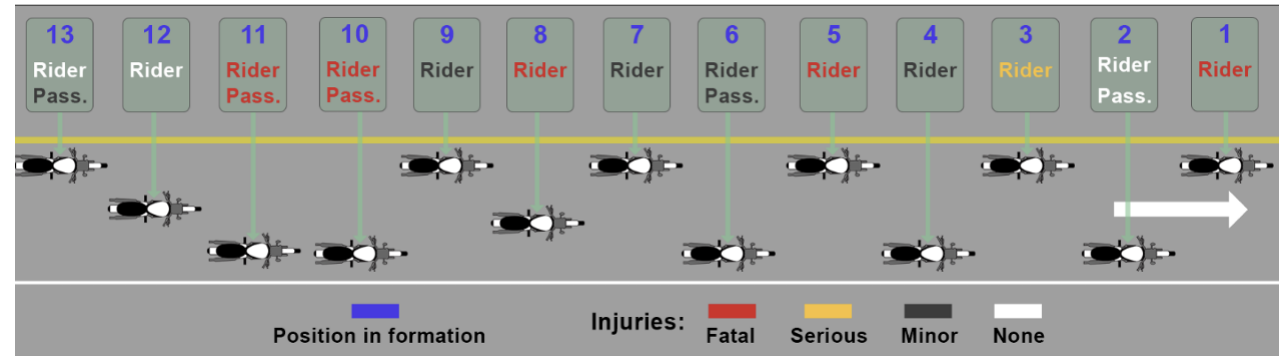 13 12 11 10 9 8 7 6 5 4 3 2 1
Rider Rider Rider Rider Rider Rider Rider Rider Rider Rider Rider Rider Rider
Pass. Pass. Pass. Pass. Pass.
Position in formation
Injuries:
Fatal Serious Minor None